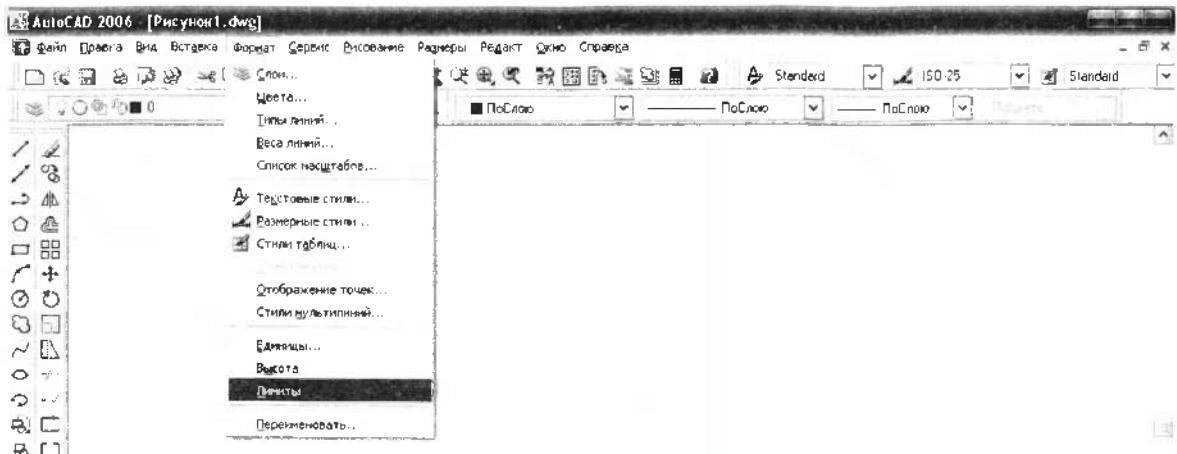 AutoCAD 2006 - [Рисунок1.dwg]
Файл Правка Вид Вставка Формат Сервис Рисование Размеры Редакт Окно Справка
Слои... Standard ISO-25 Standard
0 Цвета... ПоСлою ПоСлою ПоСлою
Типы линий...
Веса линий...
Список масштабов...
Текстовые стили...
Размерные стили...
Стили таблиц...
Отображение точек...
Стили мультилиний...
Единицы...
Высота
Лимиты
Переименовать...